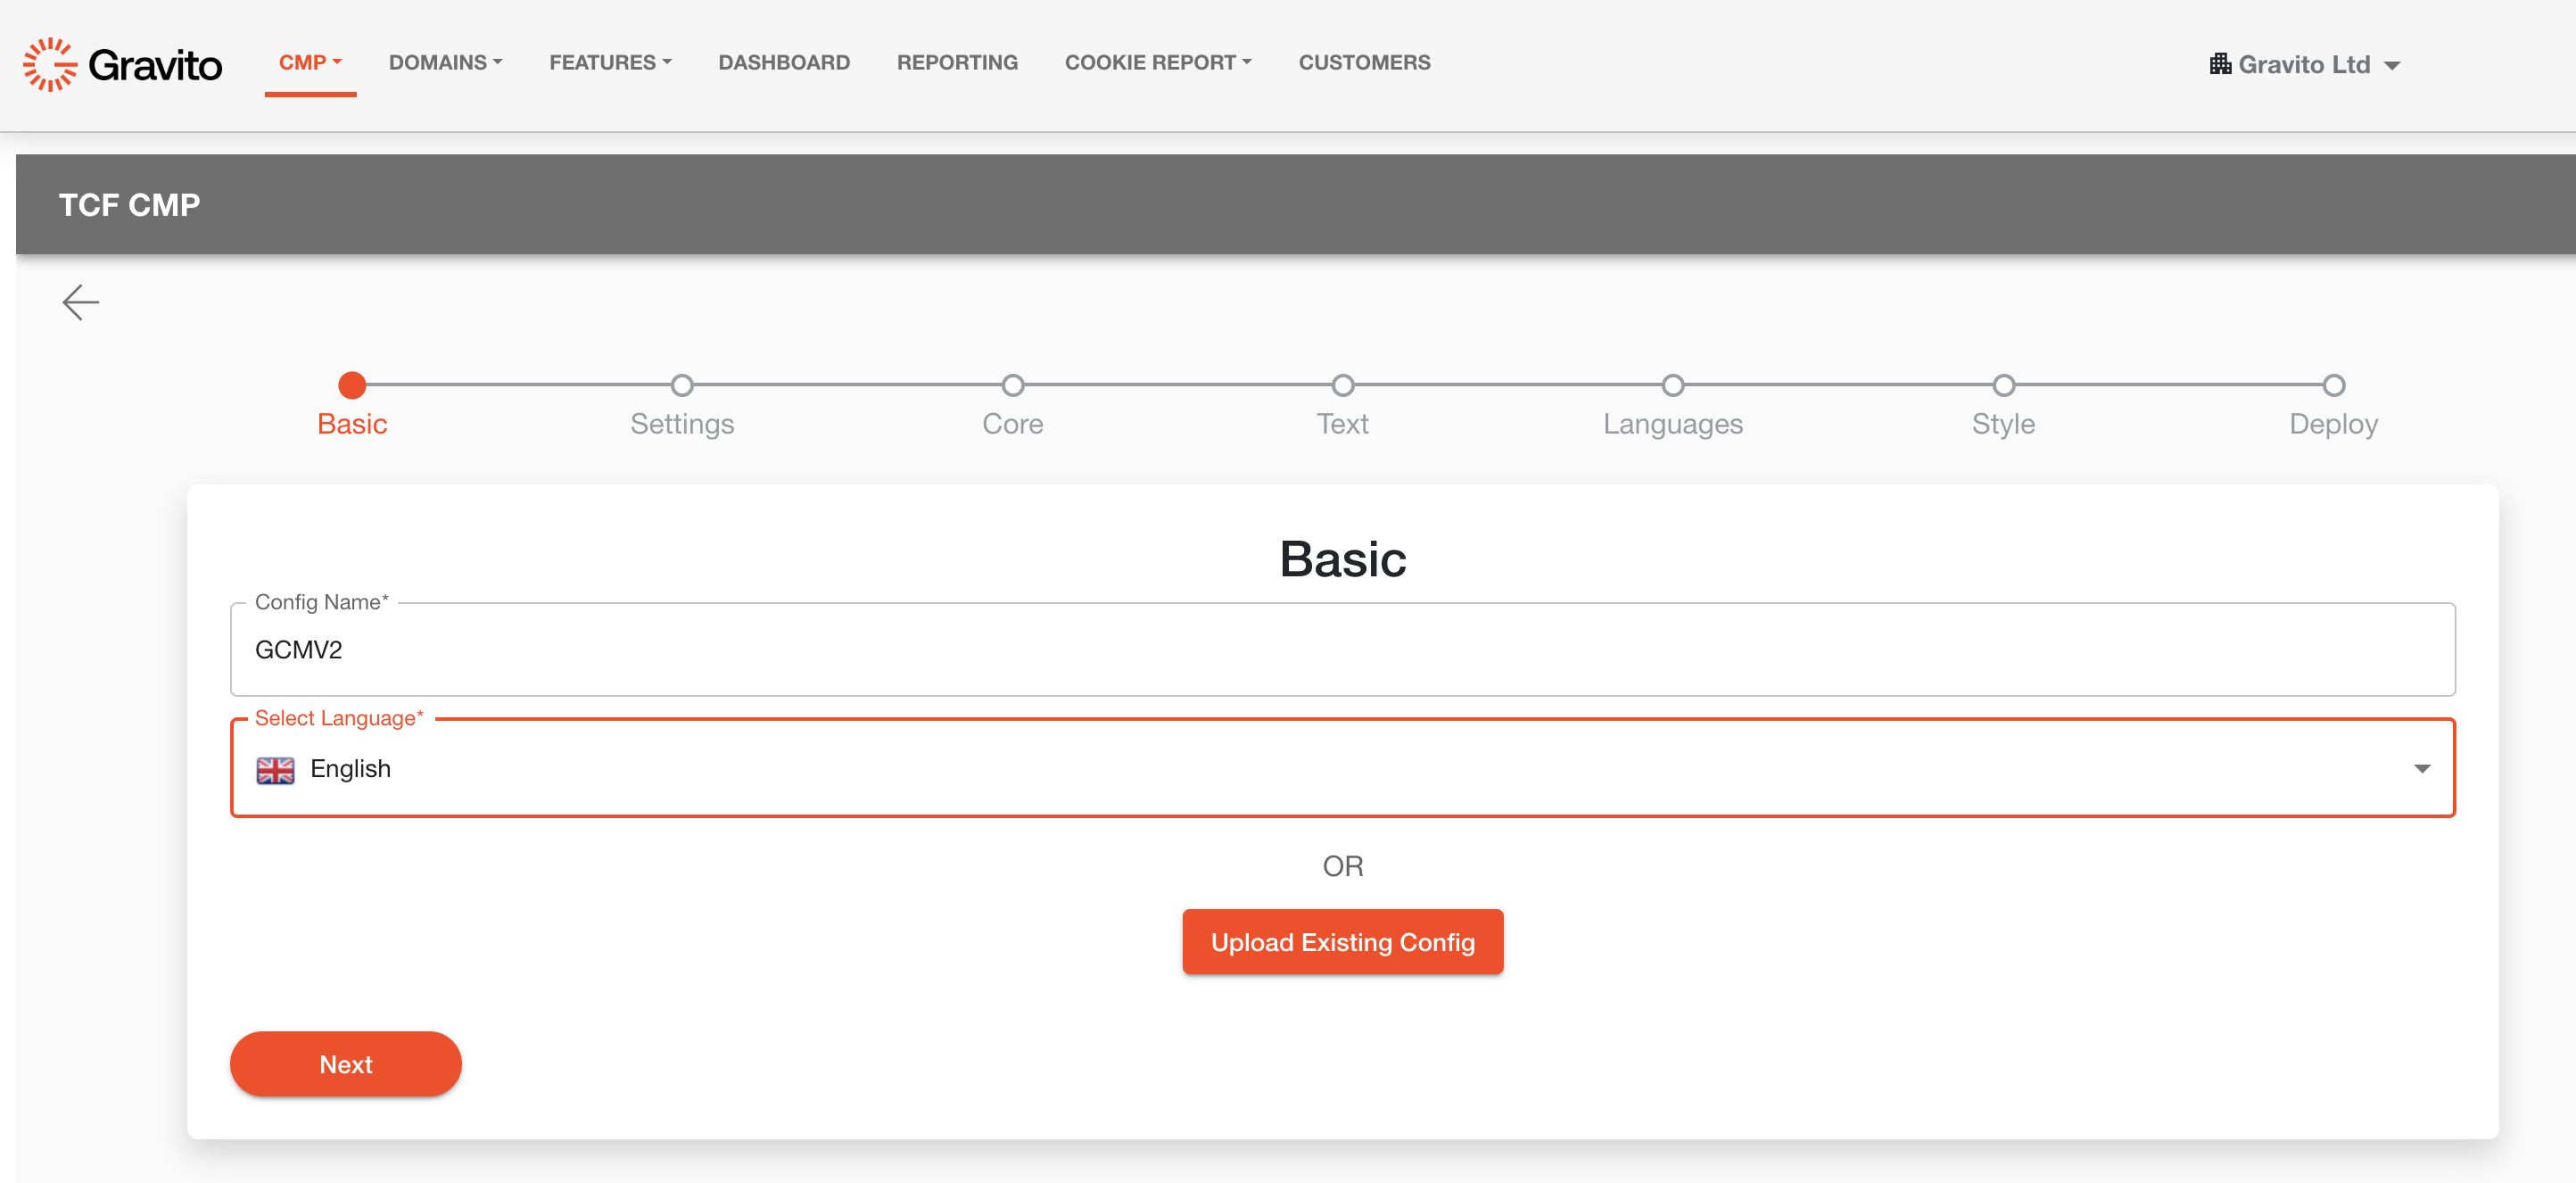 Gravito CMP DOMAINS FEATURES DASHBOARD REPORTING COOKIE REPORT CUSTOMERS Gravito Ltd
TCF CMP
Basic Settings Core Text Languages Style Deploy
Basic
Config Name*
GCMV2
Select Language*
English
OR
Upload Existing Config
Next